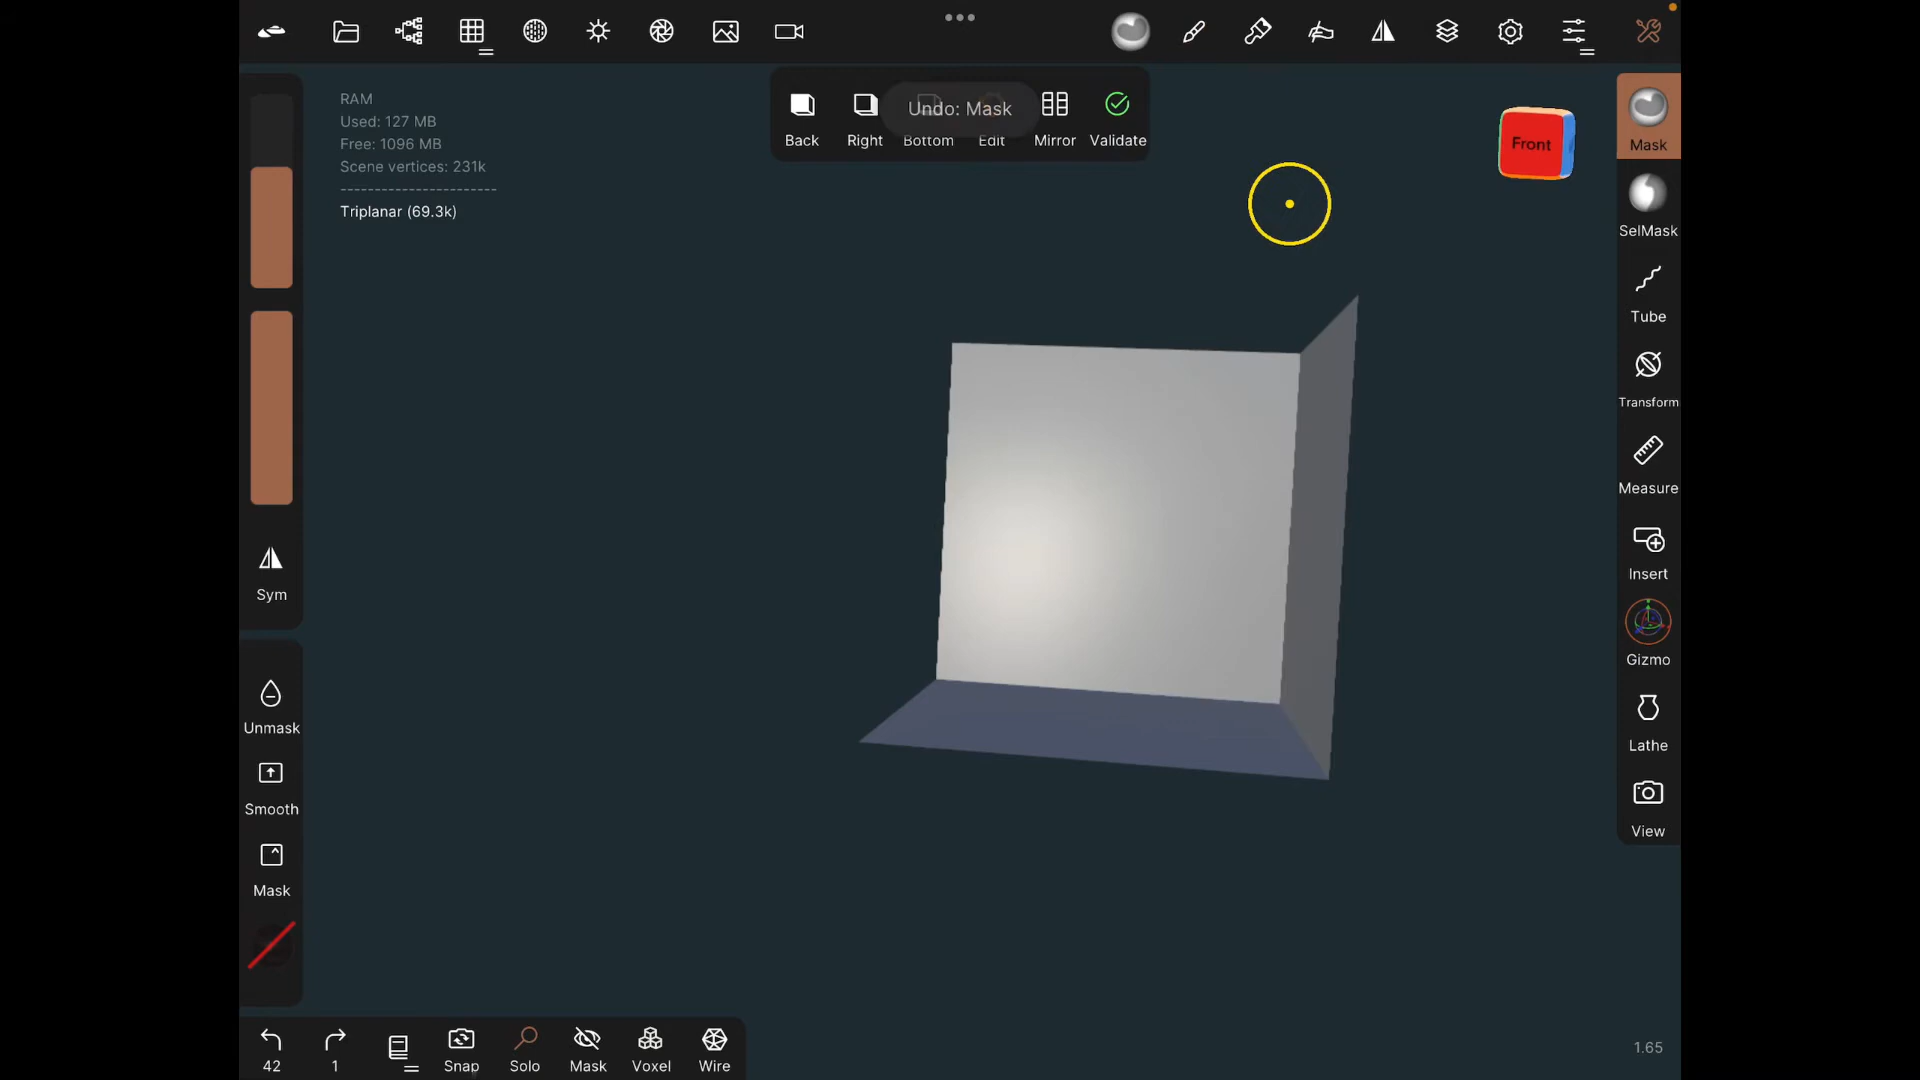 RAM
Used: 127 MB
Free: 1096 MB
Scene vertices: 231k
-----------------------
Triplanar (69.3k)
Undo: Mask
Back
Right
Bottom
Edit
Mirror
Validate
Front
Mask
SelMask
Tube
Transform
Measure
Insert
Gizmo
Lathe
View
Sym
Unmask
Smooth
Mask
42
1
Snap
Solo
Mask
Voxel
Wire
1.65